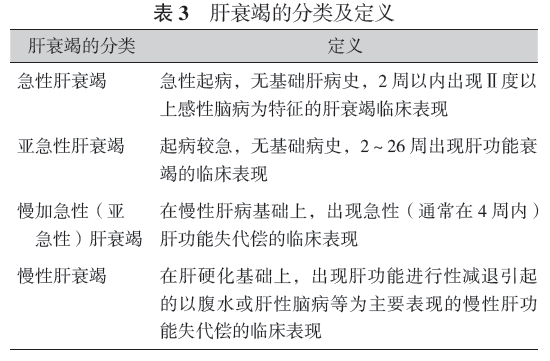 表 3　肝衰竭的分类及定义
肝衰竭的分类　定义
急性肝衰竭　急性起病，无基础肝病史，2 周以内出现Ⅱ度以
上感性脑病为特征的肝衰竭临床表现
亚急性肝衰竭　起病较急，无基础病史，2～26 周出现肝功能衰
竭的临床表现
慢加急性（亚　在慢性肝病基础上，出现急性（通常在 4 周内）
急性）肝衰竭　肝功能失代偿的临床表现
慢性肝衰竭　在肝硬化基础上，出现肝功能进行性减退引起
的以腹水或肝性脑病等为主要表现的慢性肝功
能失代偿的临床表现